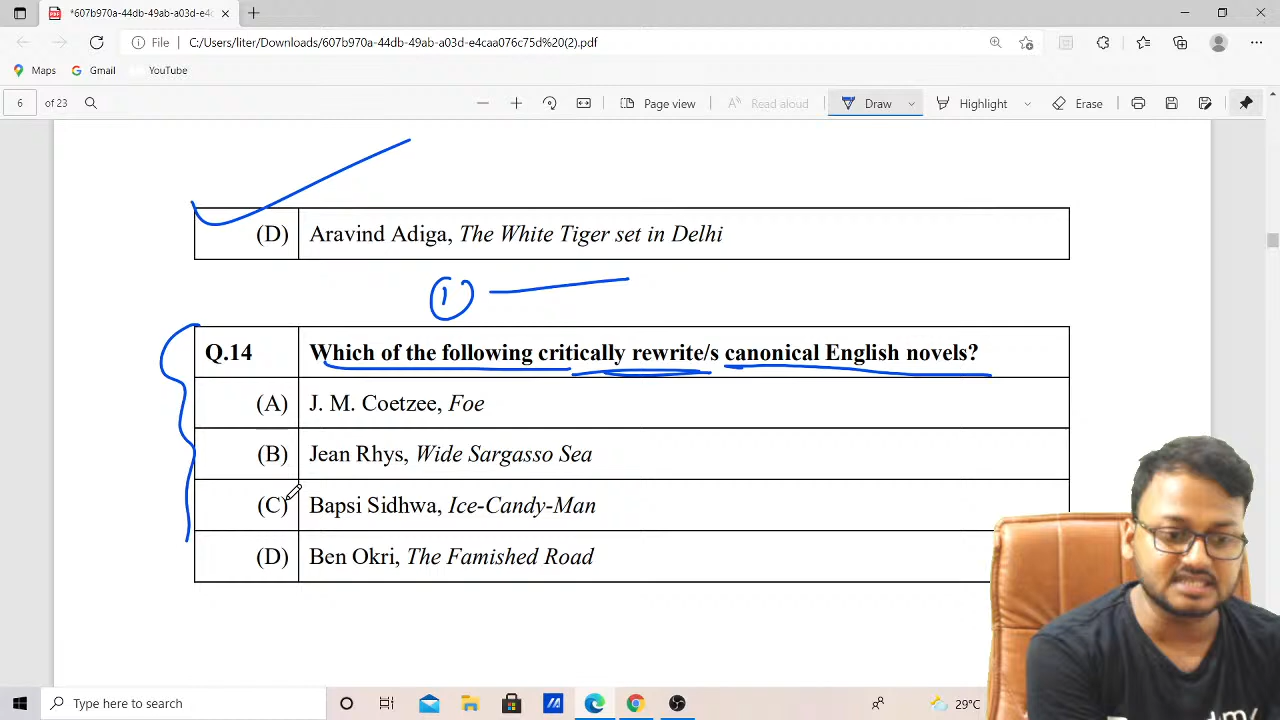 *607b970a-44db-49ab-a03d-e4c
File
C:/Users/liter/Downloads/607b970a-44db-49ab-a03d-e4caa076c75d%20(2).pdf
Maps
Gmail
YouTube
6 of 23
Page view
Read aloud
Draw
Highlight
Erase
(D) Aravind Adiga, The White Tiger set in Delhi
1
Q.14 Which of the following critically rewrite/s canonical English novels?
(A) J. M. Coetzee, Foe
(B) Jean Rhys, Wide Sargasso Sea
(C) Bapsi Sidhwa, Ice-Candy-Man
(D) Ben Okri, The Famished Road
Type here to search
29°C